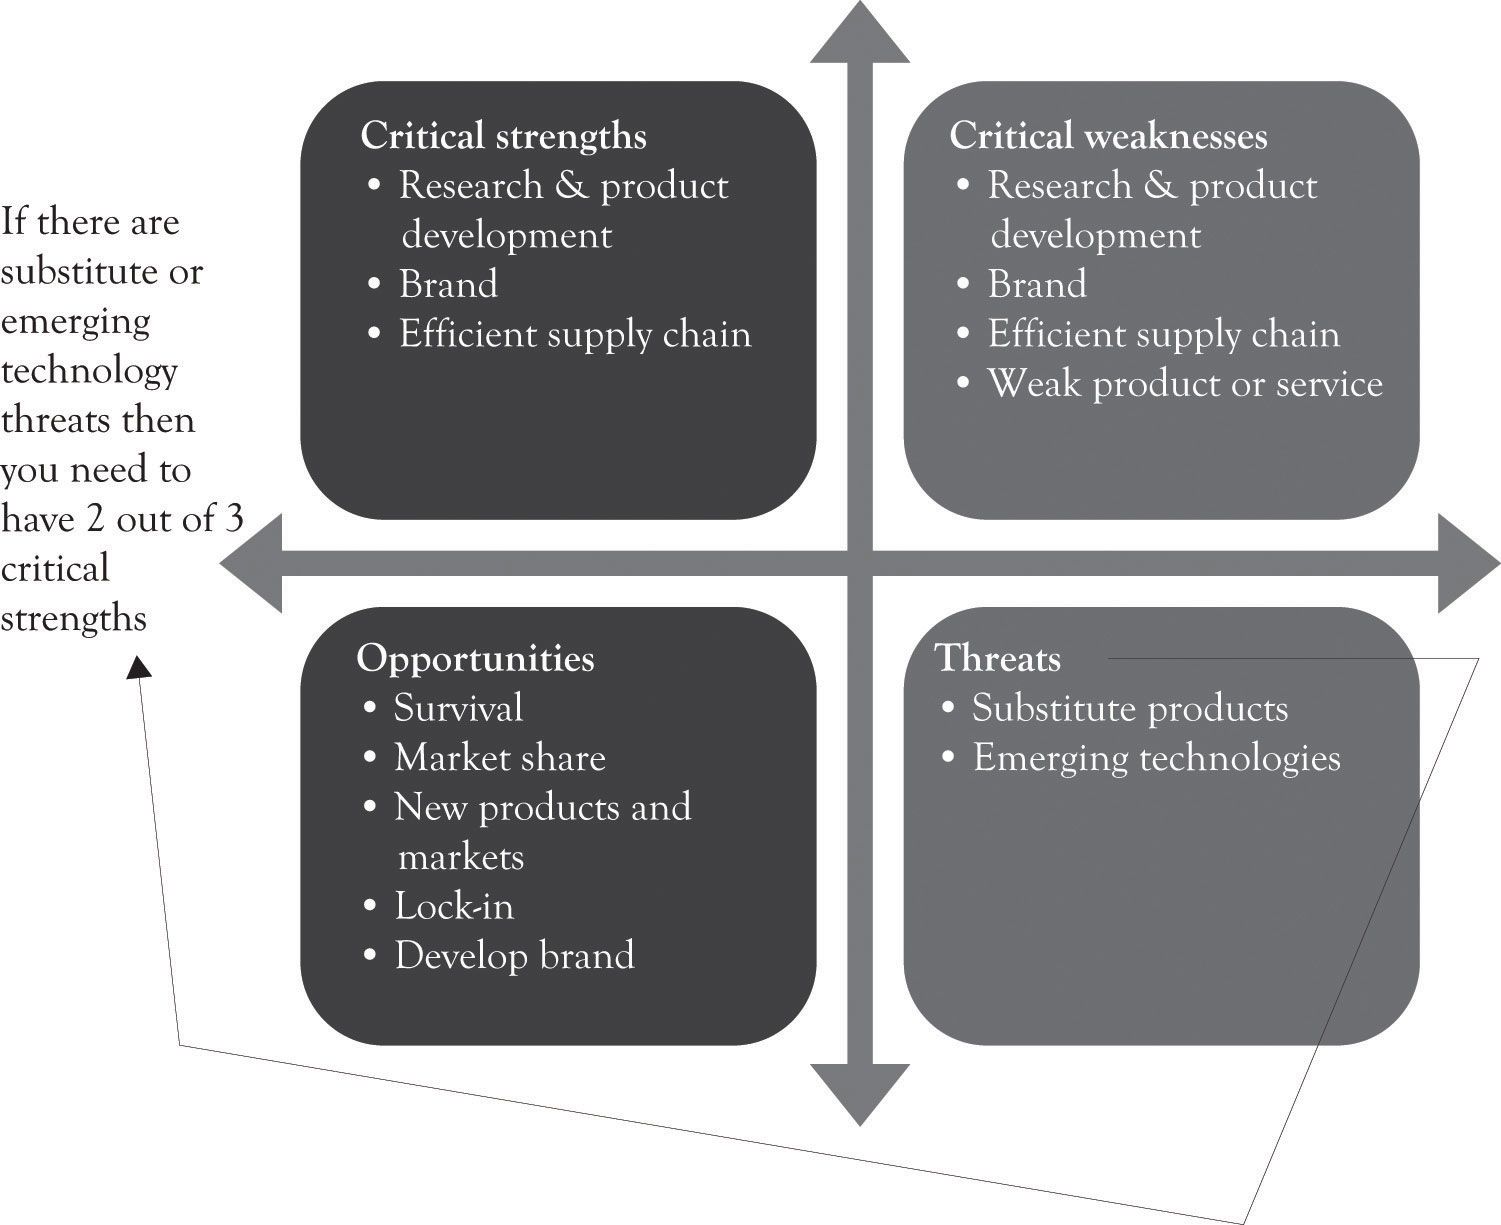 If there are
substitute or
emerging
technology
threats then
you need to
have 2 out of 3
critical
strengths
Critical strengths
• Research & product
development
• Brand
• Efficient supply chain
Critical weaknesses
• Research & product
development
• Brand
• Efficient supply chain
• Weak product or service
Opportunities
• Survival
• Market share
• New products and
markets
• Lock-in
• Develop brand
Threats
• Substitute products
• Emerging technologies